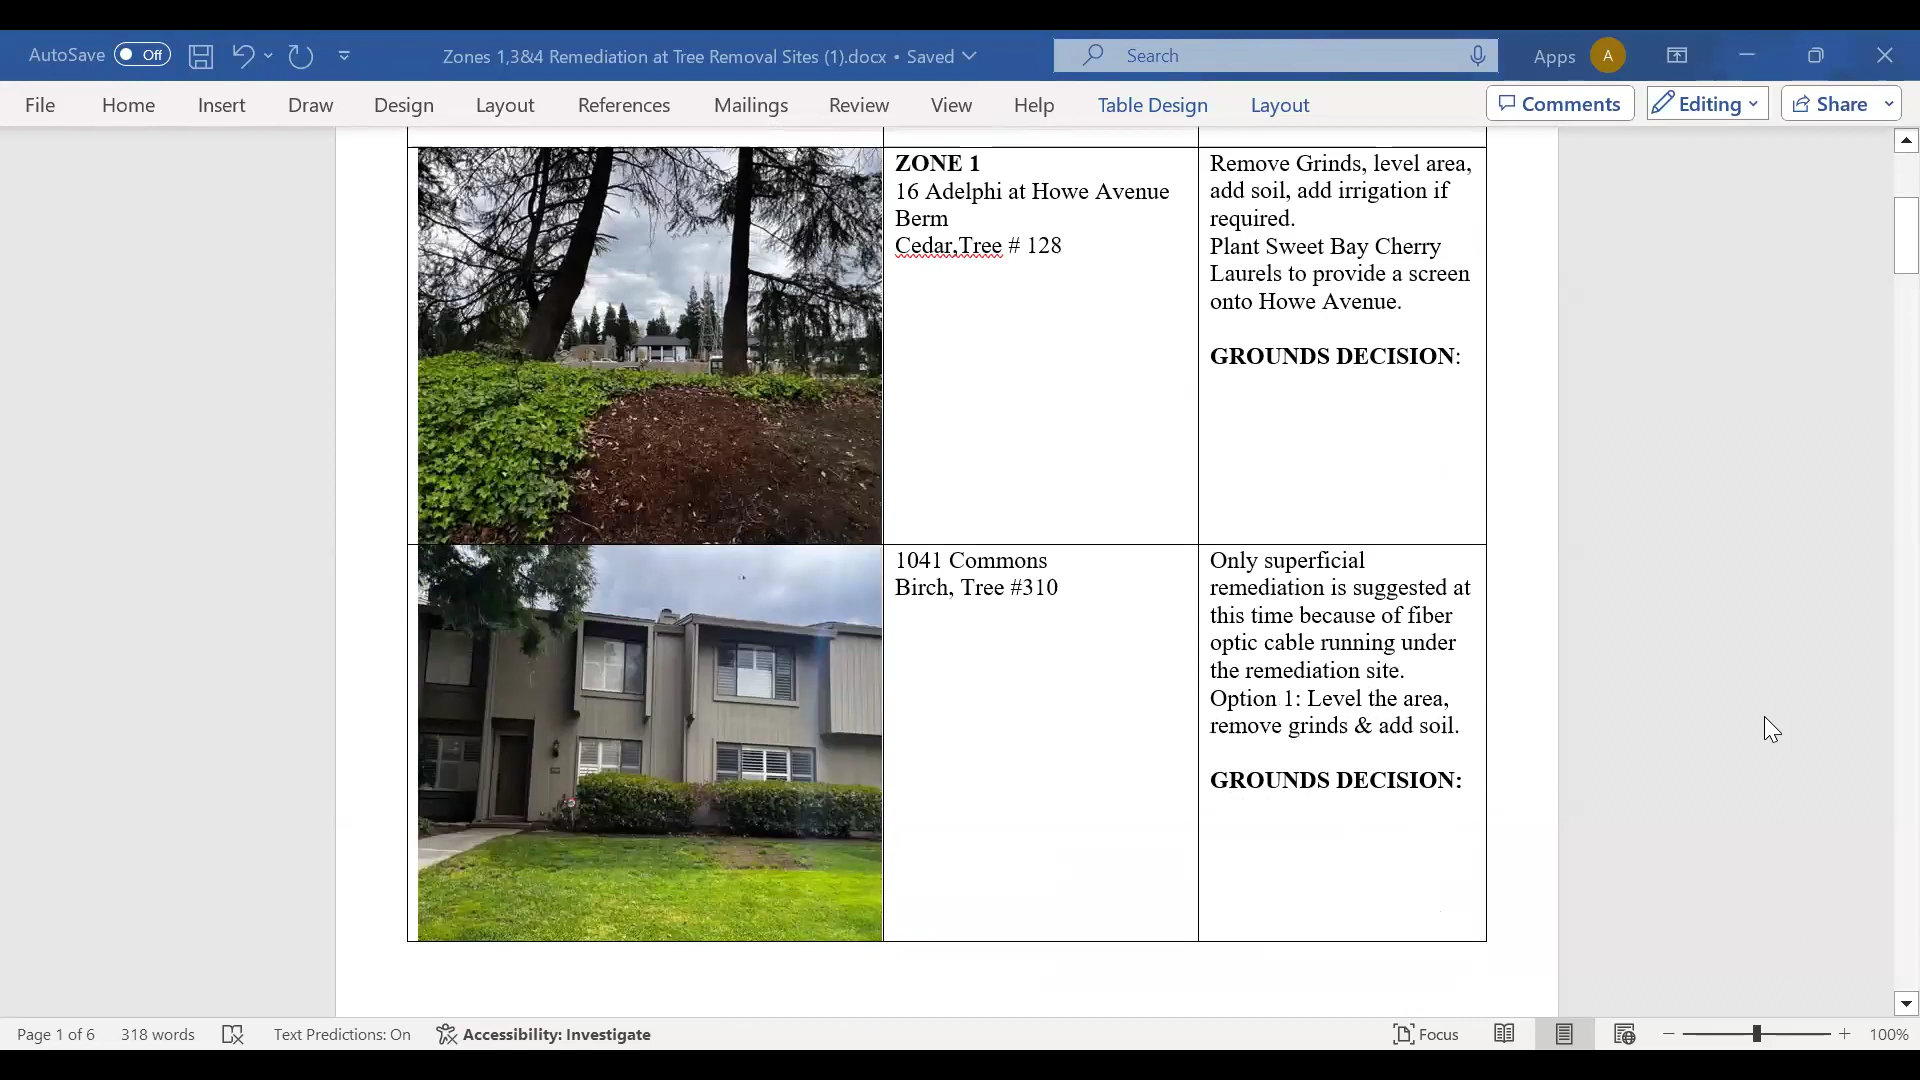 AutoSave Off Zones 1,3&4 Remediation at Tree Removal Sites (1).docx • Saved Search Apps A
File Home Insert Draw Design Layout References Mailings Review View Help Table Design Layout Comments Editing Share
ZONE 1
16 Adelphi at Howe Avenue
Berm
Cedar,Tree # 128
Remove Grinds, level area,
add soil, add irrigation if
required.
Plant Sweet Bay Cherry
Laurels to provide a screen
onto Howe Avenue.
GROUNDS DECISION:
1041 Commons
Birch, Tree #310
Only superficial
remediation is suggested at
this time because of fiber
optic cable running under
the remediation site.
Option 1: Level the area,
remove grinds & add soil.
GROUNDS DECISION:
Page 1 of 6 318 words Text Predictions: On Accessibility: Investigate Focus 100%